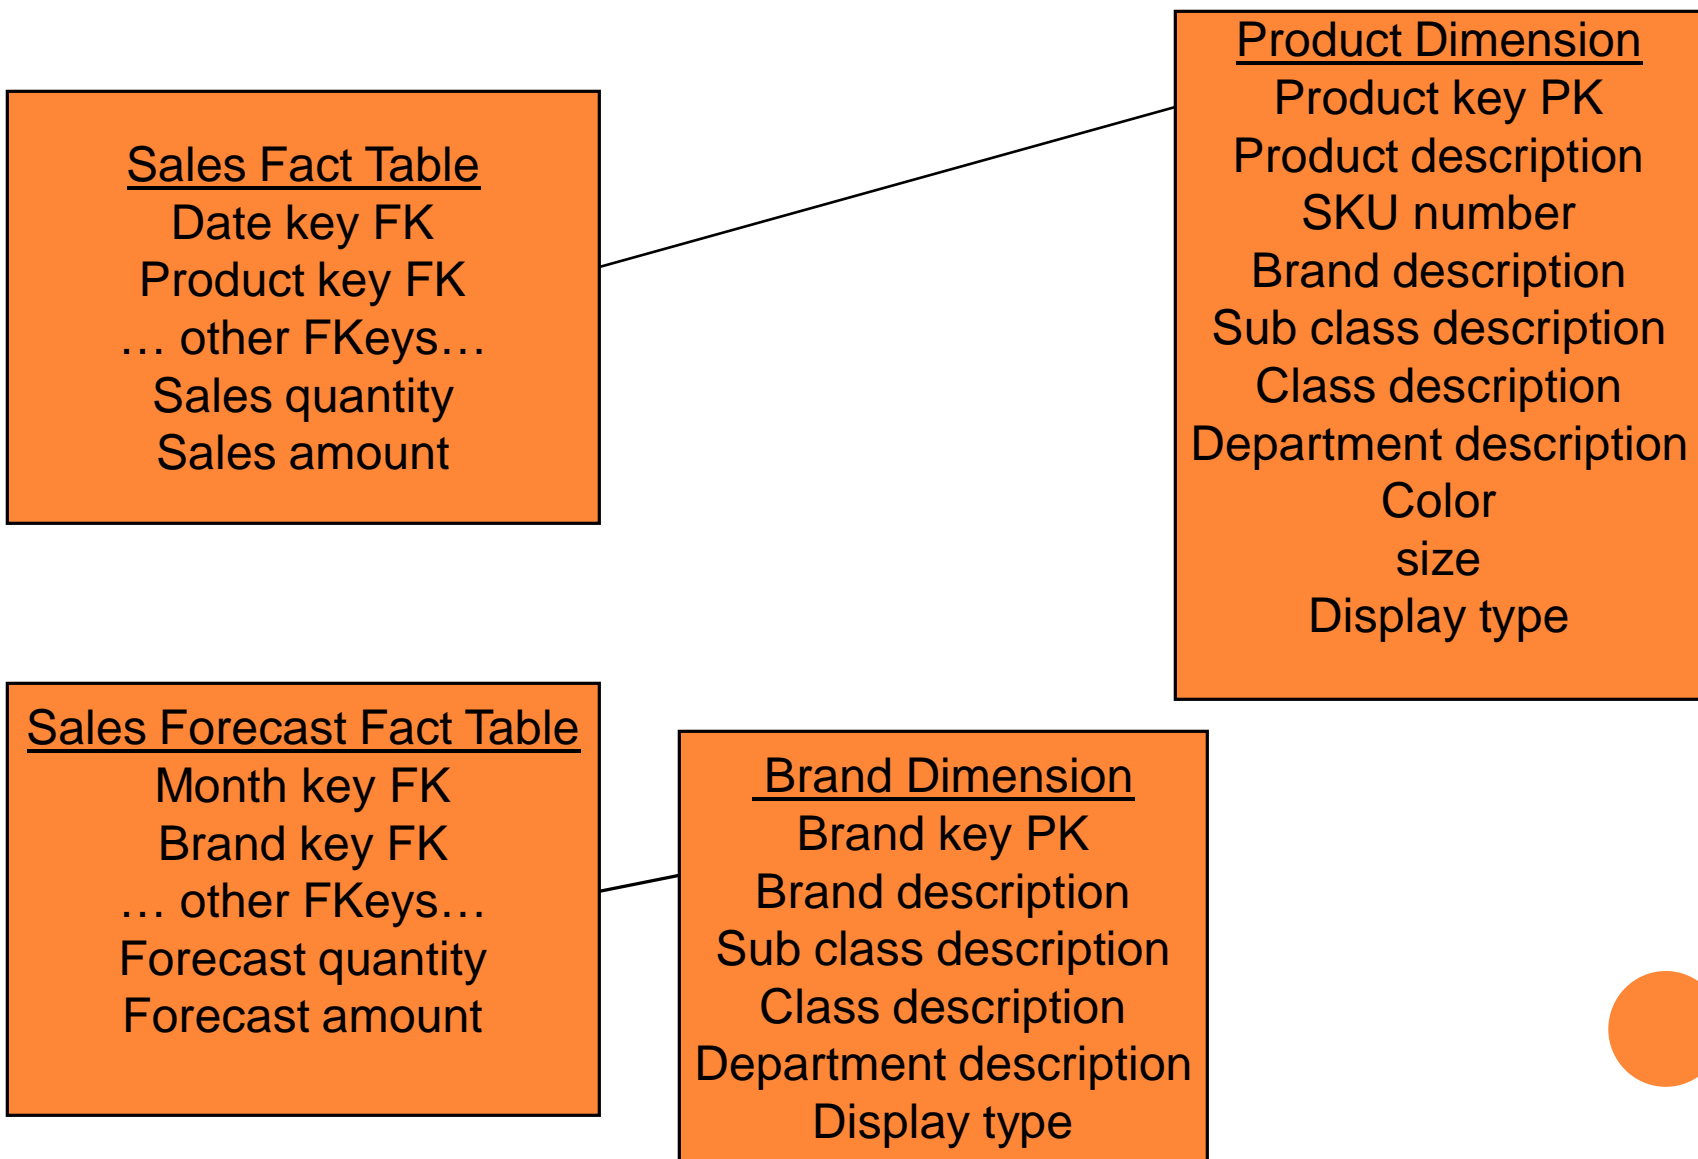 Sales Fact Table
Date key FK
Product key FK
… other FKeys…
Sales quantity
Sales amount
Product Dimension
Product key PK
Product description
SKU number
Brand description
Sub class description
Class description
Department description
Color
size
Display type
Sales Forecast Fact Table
Month key FK
Brand key FK
… other FKeys…
Forecast quantity
Forecast amount
Brand Dimension
Brand key PK
Brand description
Sub class description
Class description
Department description
Display type